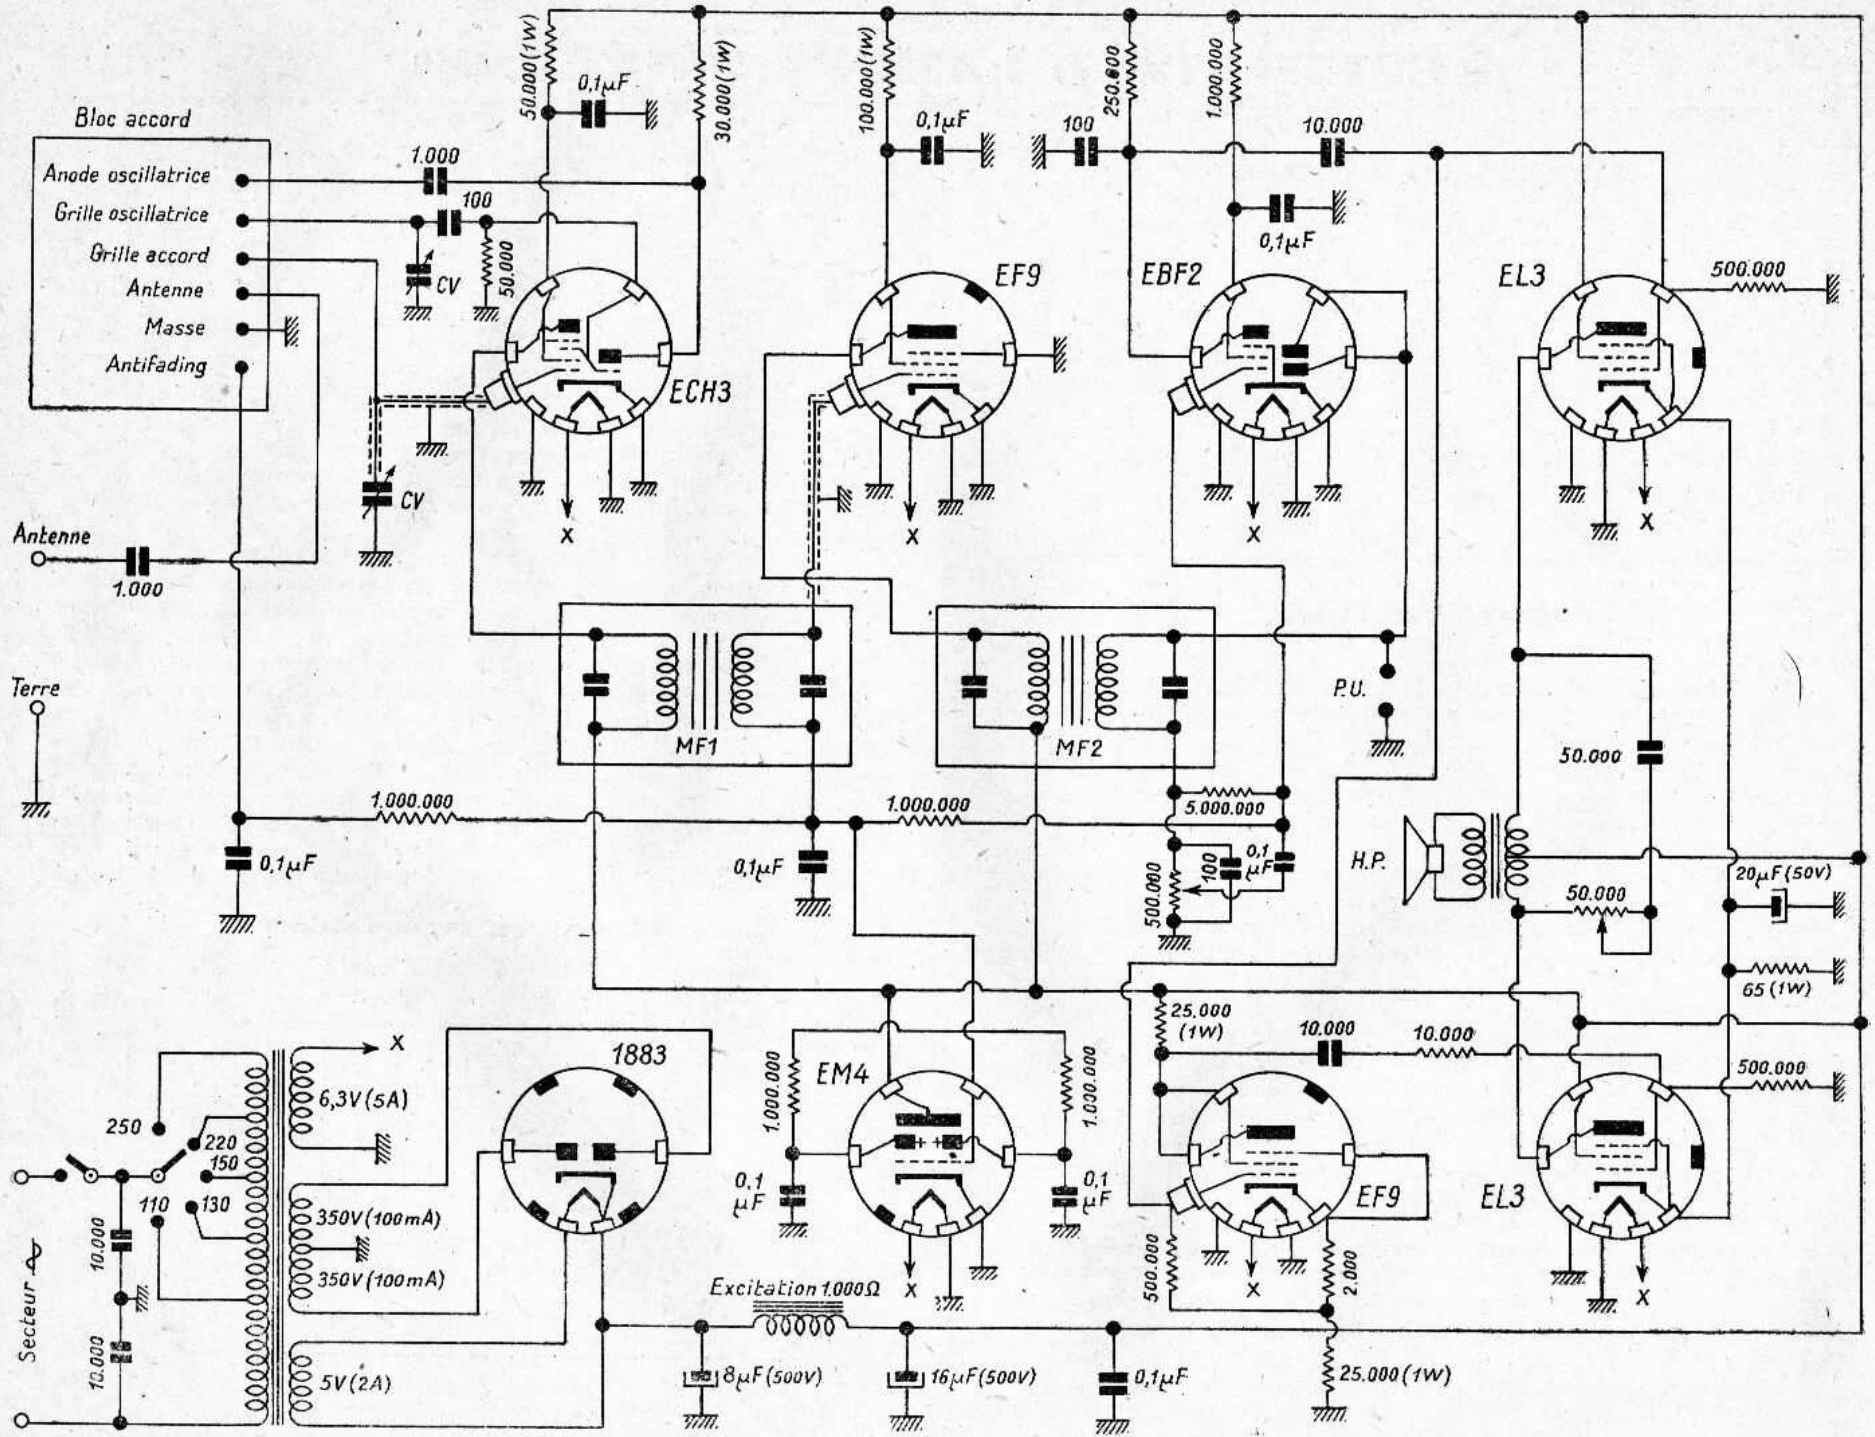 50.000(1W)
0,1µF
30.000(1W)
100.000(1W)
0,1µF
100
250.000
1.000.000
10.000
0,1µF
Bloc accord
Anode oscillatrice
Grille oscillatrice
Grille accord
Antenne
Masse
Antifading
1.000
100
CV
50.000
ECH3
EF9
EBF2
EL3
500.000
CV
X
X
X
X
Antenne
1.000
Terre
MF1
MF2
P.U.
50.000
1.000.000
1.000.000
5.000.000
0,1µF
0,1µF
500.000
100
0,1
µF
H.P.
50.000
20µF(50V)
65(1W)
25.000
(1W)
10.000
10.000
500.000
X
6,3V(5A)
1883
EM4
1.000.000
1.000.000
250
220
150
110
130
0,1
µF
0,1
µF
EF9
EL3
350V(100mA)
350V(100mA)
10.000
10.000
Secteur
X
500.000
X
2.000
X
Excitation 1.000Ω
5V(2A)
8µF(500V)
16µF(500V)
0,1µF
25.000(1W)